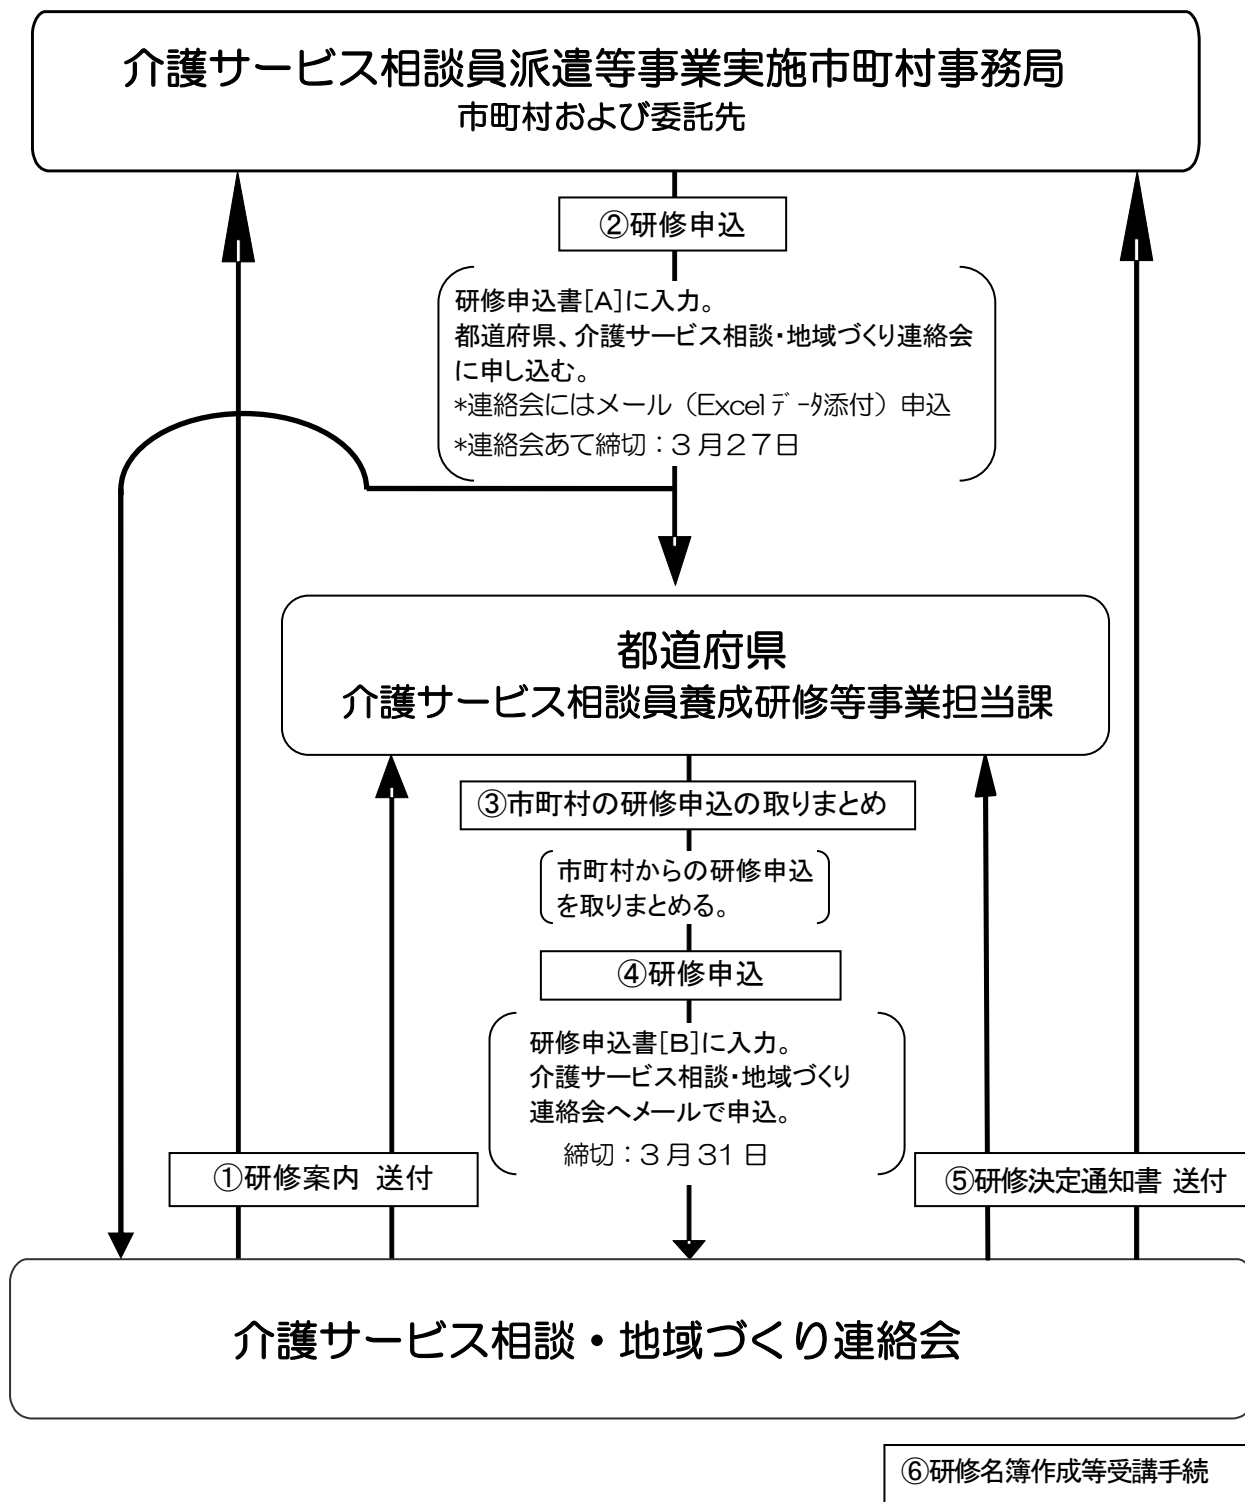 介護サービス相談員派遣等事業実施市町村事務局
市町村および委託先
②研修申込
研修申込書[A]に入力。
都道府県、介護サービス相談・地域づくり連絡会
に申し込む。
*連絡会にはメール（Excelﾃﾞｰﾀ添付）申込
*連絡会あて締切：３月２７日
都道府県
介護サービス相談員養成研修等事業担当課
③市町村の研修申込の取りまとめ
市町村からの研修申込
を取りまとめる。
④研修申込
研修申込書[B]に入力。
介護サービス相談・地域づくり
連絡会へメールで申込。
締切：３月３１日
①研修案内 送付
⑤研修決定通知書 送付
介護サービス相談・地域づくり連絡会
⑥研修名簿作成等受講手続